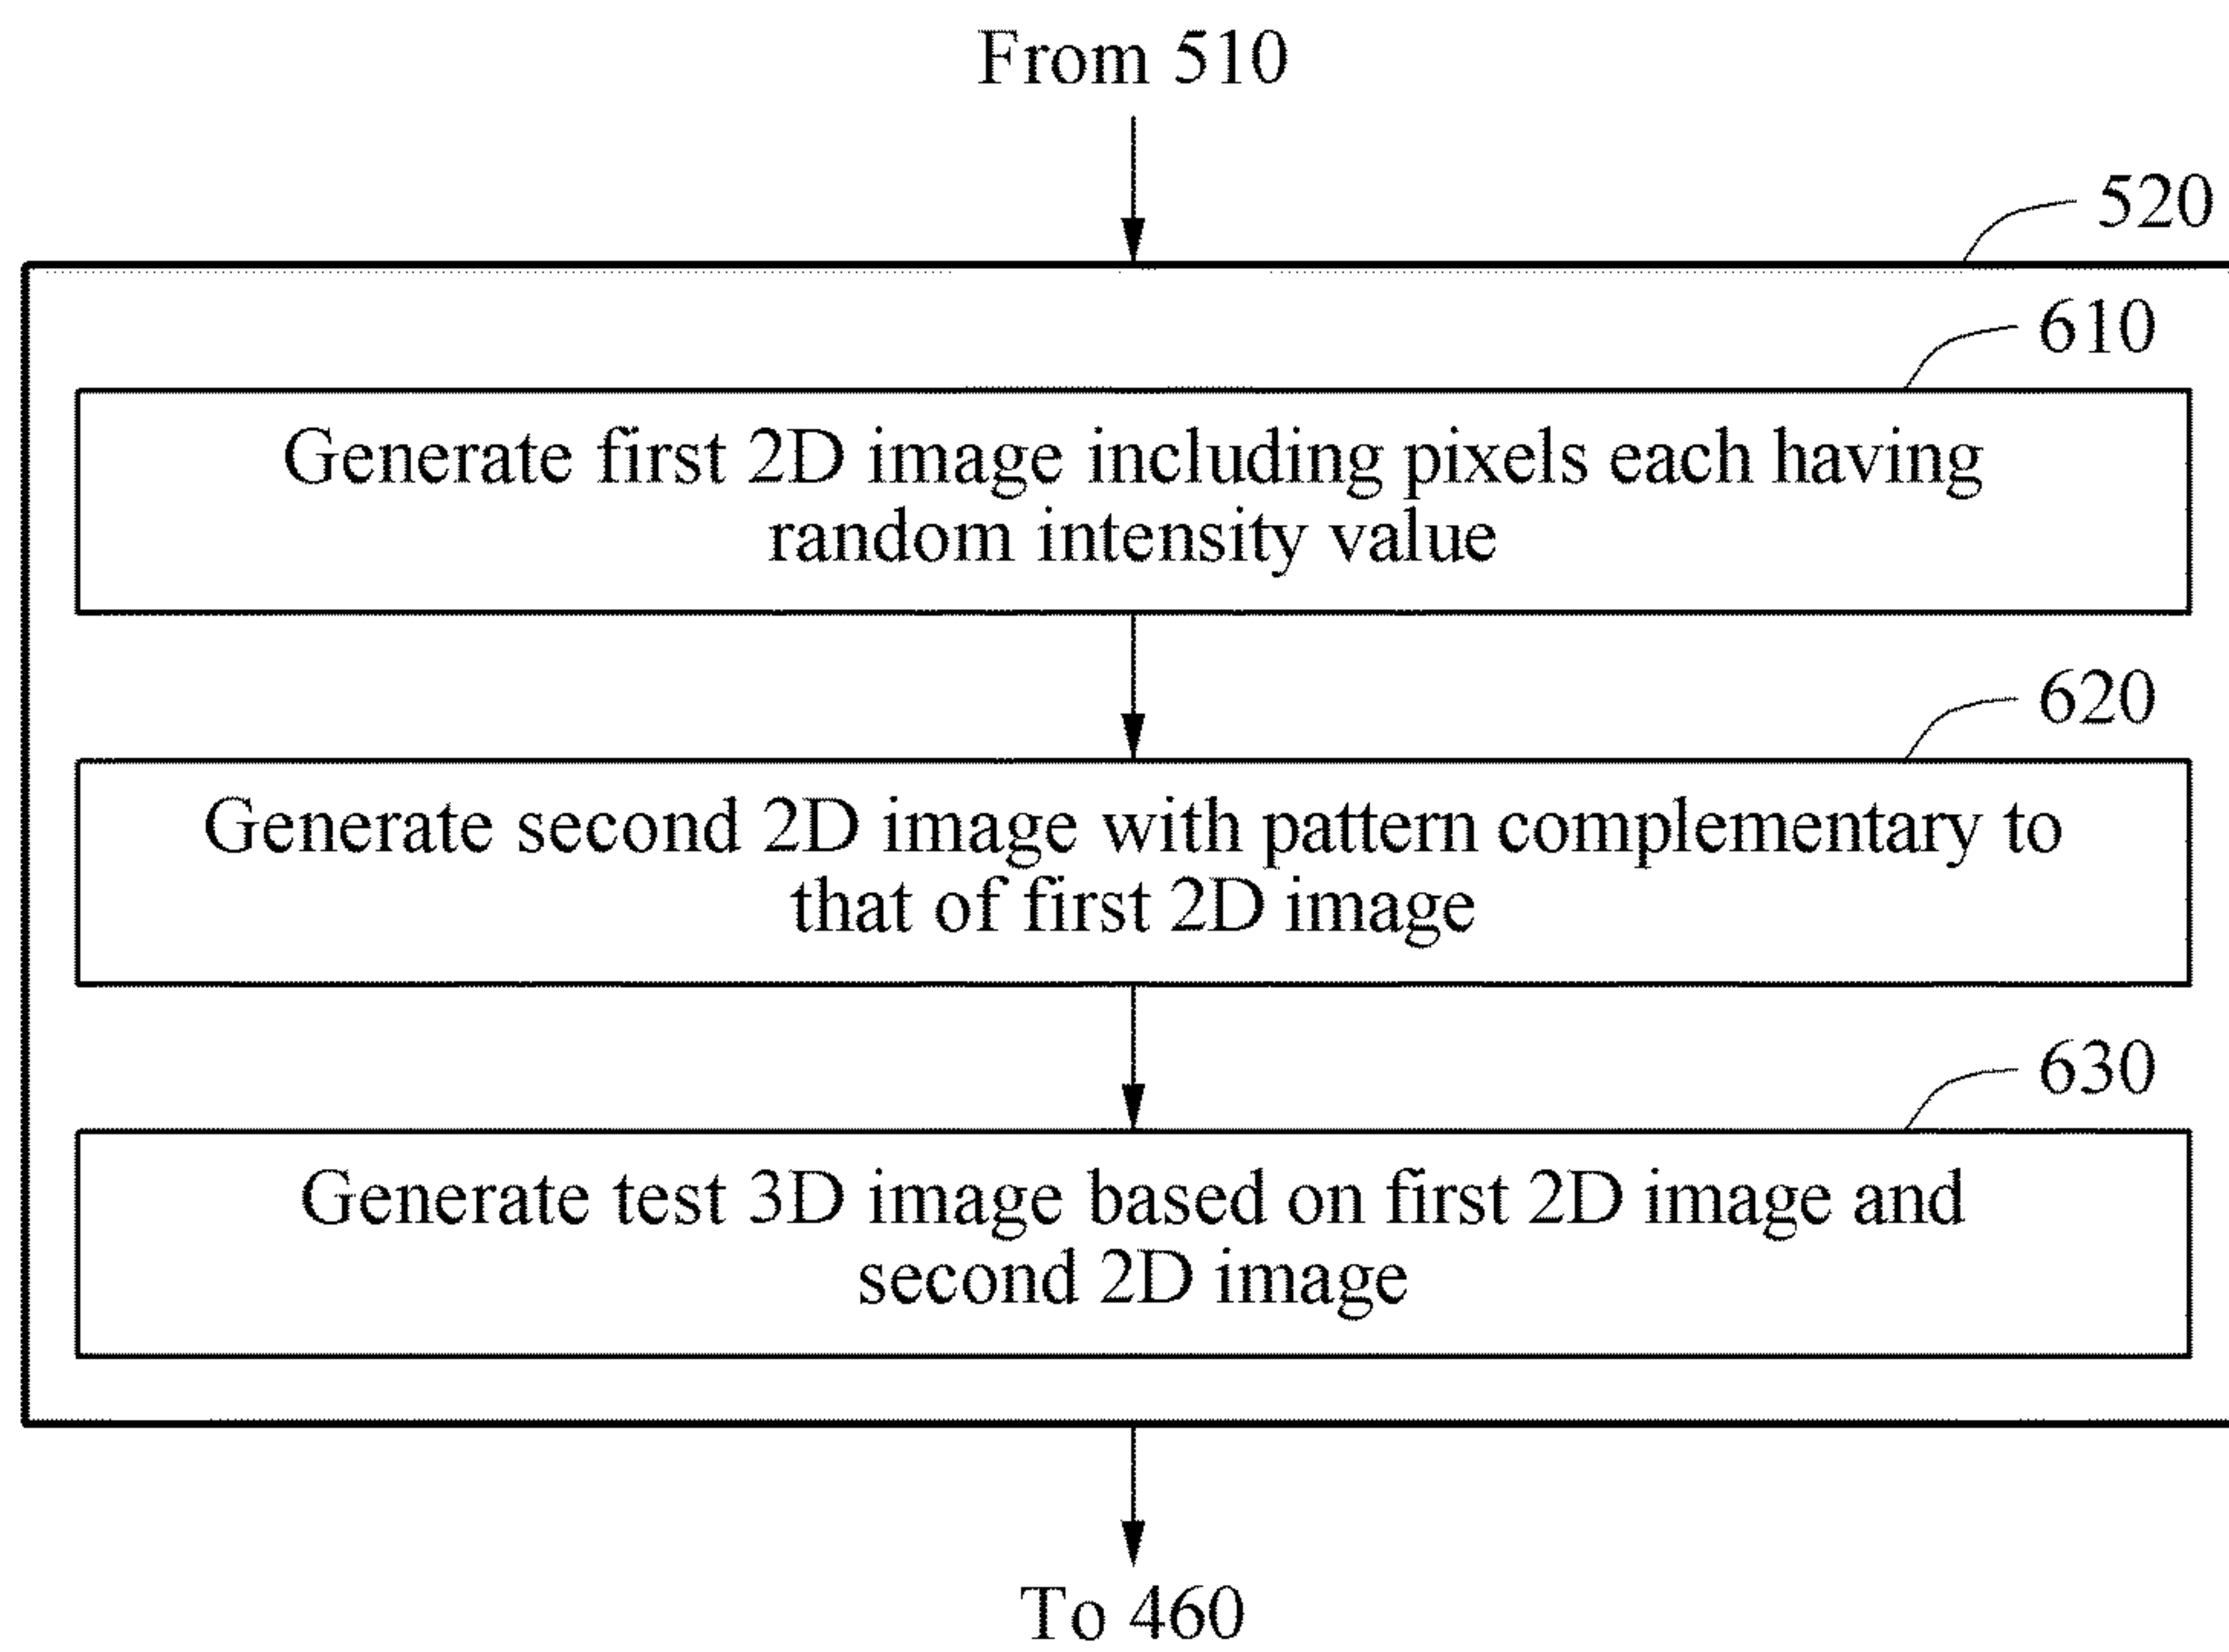 From 510
520
610
Generate first 2D image including pixels each having
random intensity value
620
Generate second 2D image with pattern complementary to
that of first 2D image
630
Generate test 3D image based on first 2D image and
second 2D image
To 460